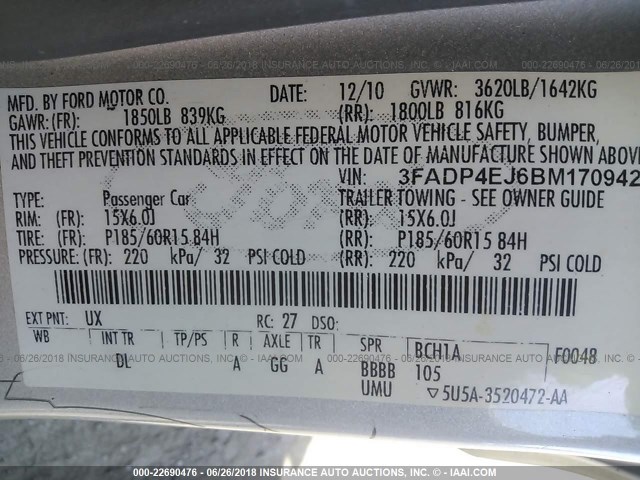 MFD. BY FORD MOTOR CO. DATE: 12/10 GVWR: 3620LB/1642KG
GAWR:(FR): 1850LB 839KG (RR): 1800LB 816KG
THIS VEHICLE CONFORMS TO ALL APPLICABLE FEDERAL MOTOR VEHICLE SAFETY, BUMPER,
AND THEFT PREVENTION STANDARDS IN EFFECT ON THE DATE OF MANUFACTURE SHOWN ABOVE
VIN: 3FADP4EJ6BM170942
TYPE: Passenger Car TRAILER TOWING - SEE OWNER GUIDE
RIM: (FR): 15X6.0J (RR): 15X6.0J
TIRE: (FR): P185/60R15 84H (RR): P185/60R15 84H
PRESSURE: (FR): 220 kPa/ 32 PSI COLD (RR): 220 kPa/ 32 PSI COLD
EXT PNT: UX RC: 27 DSO:
WB INT TR TP/PS R AXLE TR SPR BCH1A F0048
DL A GG A BBBB 105
UMU ▽5U5A-3520472-AA
000-22690476 - 06/26/2018 - INSURANCE AUTO AUCTIONS - © IAAI.COM